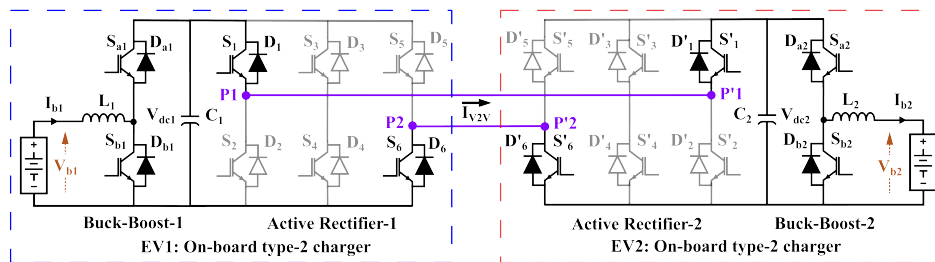 Sa1 Da1 S1 D1 S3 D3 S5 D5 D'5 S'5 D'3 S'3 D'1 S'1 Da2 Sa2
Ib1 L1 Vdc1 C1 P1 P2 IV2V P'1 P'2 C2 Vdc2 L2 Ib2
Vb1 Sb1 Db1 S2 D2 S4 D4 S6 D6 D'6 S'6 D'4 S'4 D'2 S'2 Db2 Sb2 Vb2
Buck-Boost-1 Active Rectifier-1 Active Rectifier-2 Buck-Boost-2
EV1: On-board type-2 charger EV2: On-board type-2 charger